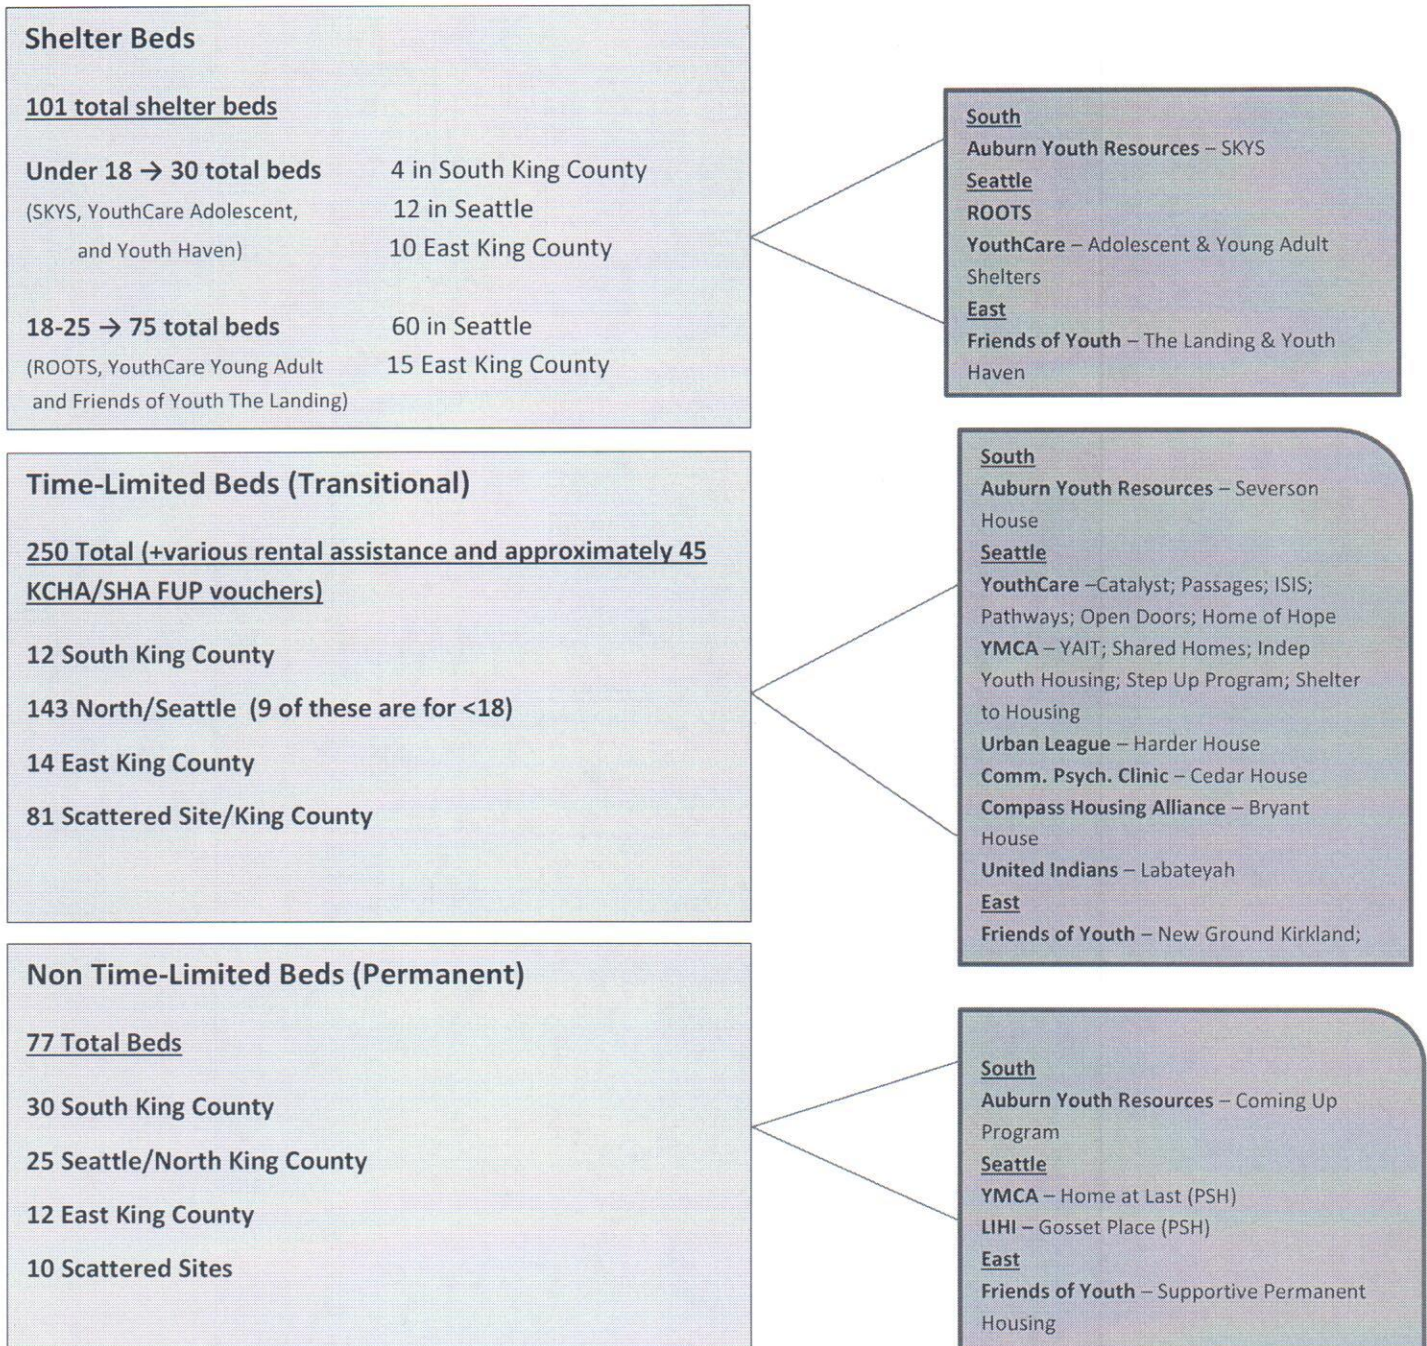 Shelter Beds
101 total shelter beds
Under 18 → 30 total beds
4 in South King County
(SKYS, YouthCare Adolescent,
12 in Seattle
and Youth Haven)
10 East King County
18-25 → 75 total beds
60 in Seattle
(ROOTS, YouthCare Young Adult
15 East King County
and Friends of Youth The Landing)
South
Auburn Youth Resources – SKYS
Seattle
ROOTS
YouthCare – Adolescent & Young Adult
Shelters
East
Friends of Youth – The Landing & Youth
Haven
Time-Limited Beds (Transitional)
250 Total (+various rental assistance and approximately 45
KCHA/SHA FUP vouchers)
12 South King County
143 North/Seattle (9 of these are for <18)
14 East King County
81 Scattered Site/King County
South
Auburn Youth Resources – Severson
House
Seattle
YouthCare –Catalyst; Passages; ISIS;
Pathways; Open Doors; Home of Hope
YMCA – YAIT; Shared Homes; Indep
Youth Housing; Step Up Program; Shelter
to Housing
Urban League – Harder House
Comm. Psych. Clinic – Cedar House
Compass Housing Alliance – Bryant
House
United Indians – Labateyah
East
Friends of Youth – New Ground Kirkland;
Non Time-Limited Beds (Permanent)
77 Total Beds
30 South King County
25 Seattle/North King County
12 East King County
10 Scattered Sites
South
Auburn Youth Resources – Coming Up
Program
Seattle
YMCA – Home at Last (PSH)
LIHI – Gosset Place (PSH)
East
Friends of Youth – Supportive Permanent
Housing